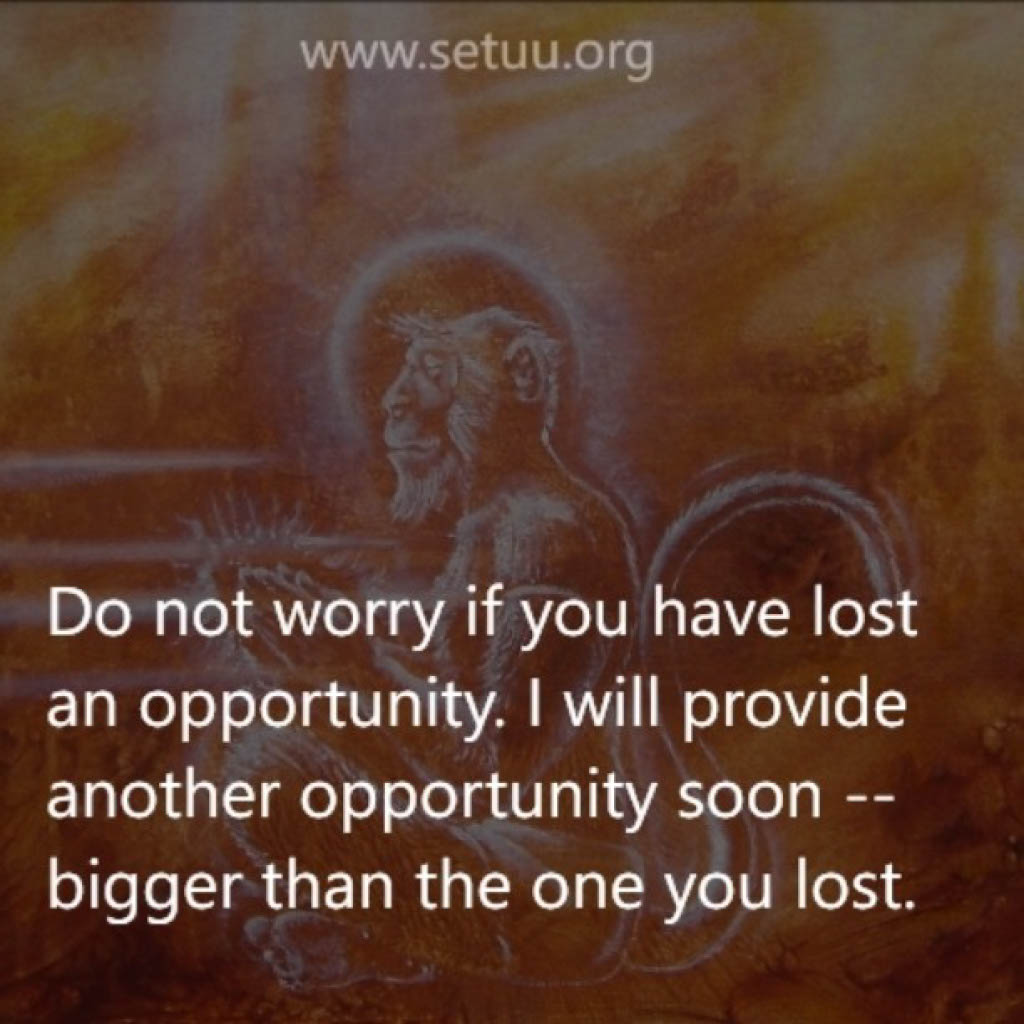 www.setuu.org
Do not worry if you have lost
an opportunity. I will provide
another opportunity soon --
bigger than the one you lost.